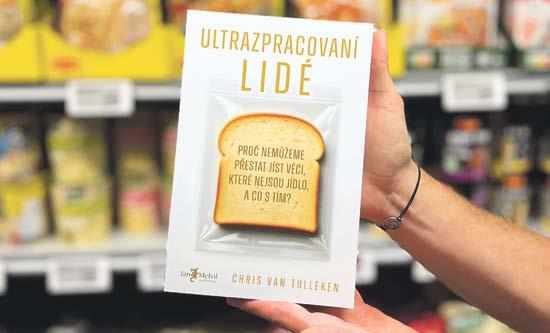 ULTRAZPRACOVANÍ
LIDÉ
PROČ NEMŮŽEME
PŘESTAT JÍST VĚCI,
KTERÉ NEJSOU JÍDLO,
A CO S TÍM?
Jan Melvil
CHRIS VAN TULLEKEN